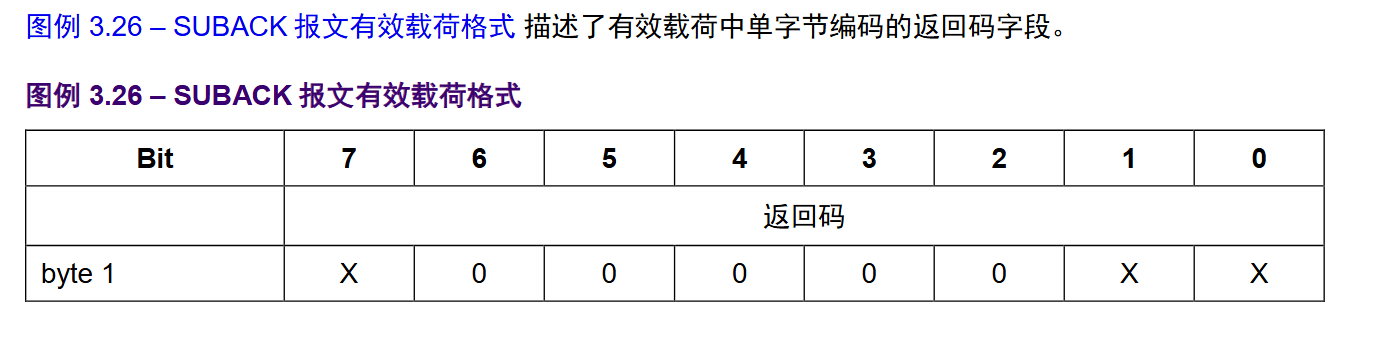 图例 3.26 – SUBACK 报文有效载荷格式 描述了有效载荷中单字节编码的返回码字段。
图例 3.26 – SUBACK 报文有效载荷格式
Bit 7 6 5 4 3 2 1 0
返回码
byte 1 X 0 0 0 0 0 X X